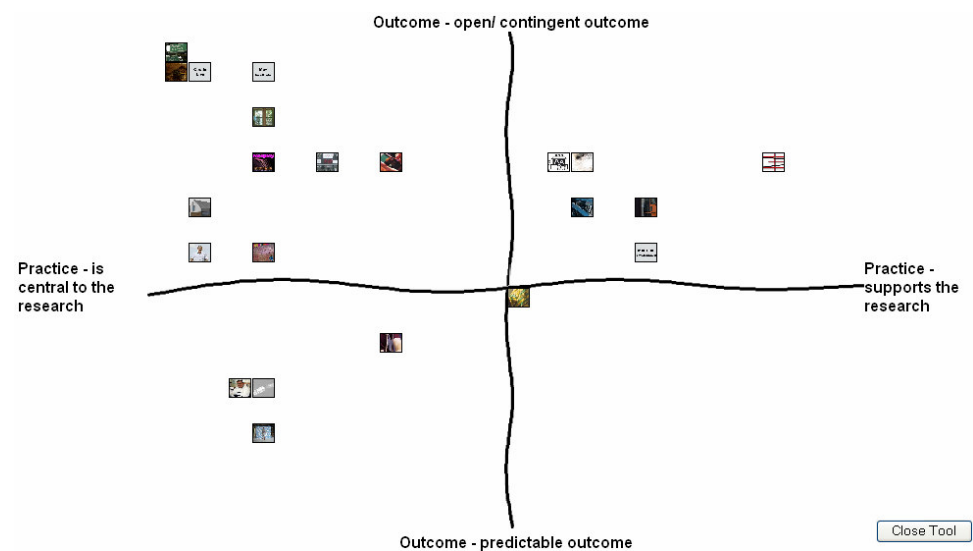 Outcome - open/ contingent outcome
Practice - is
central to the
research
Practice -
supports the
research
Outcome - predictable outcome
Close Tool